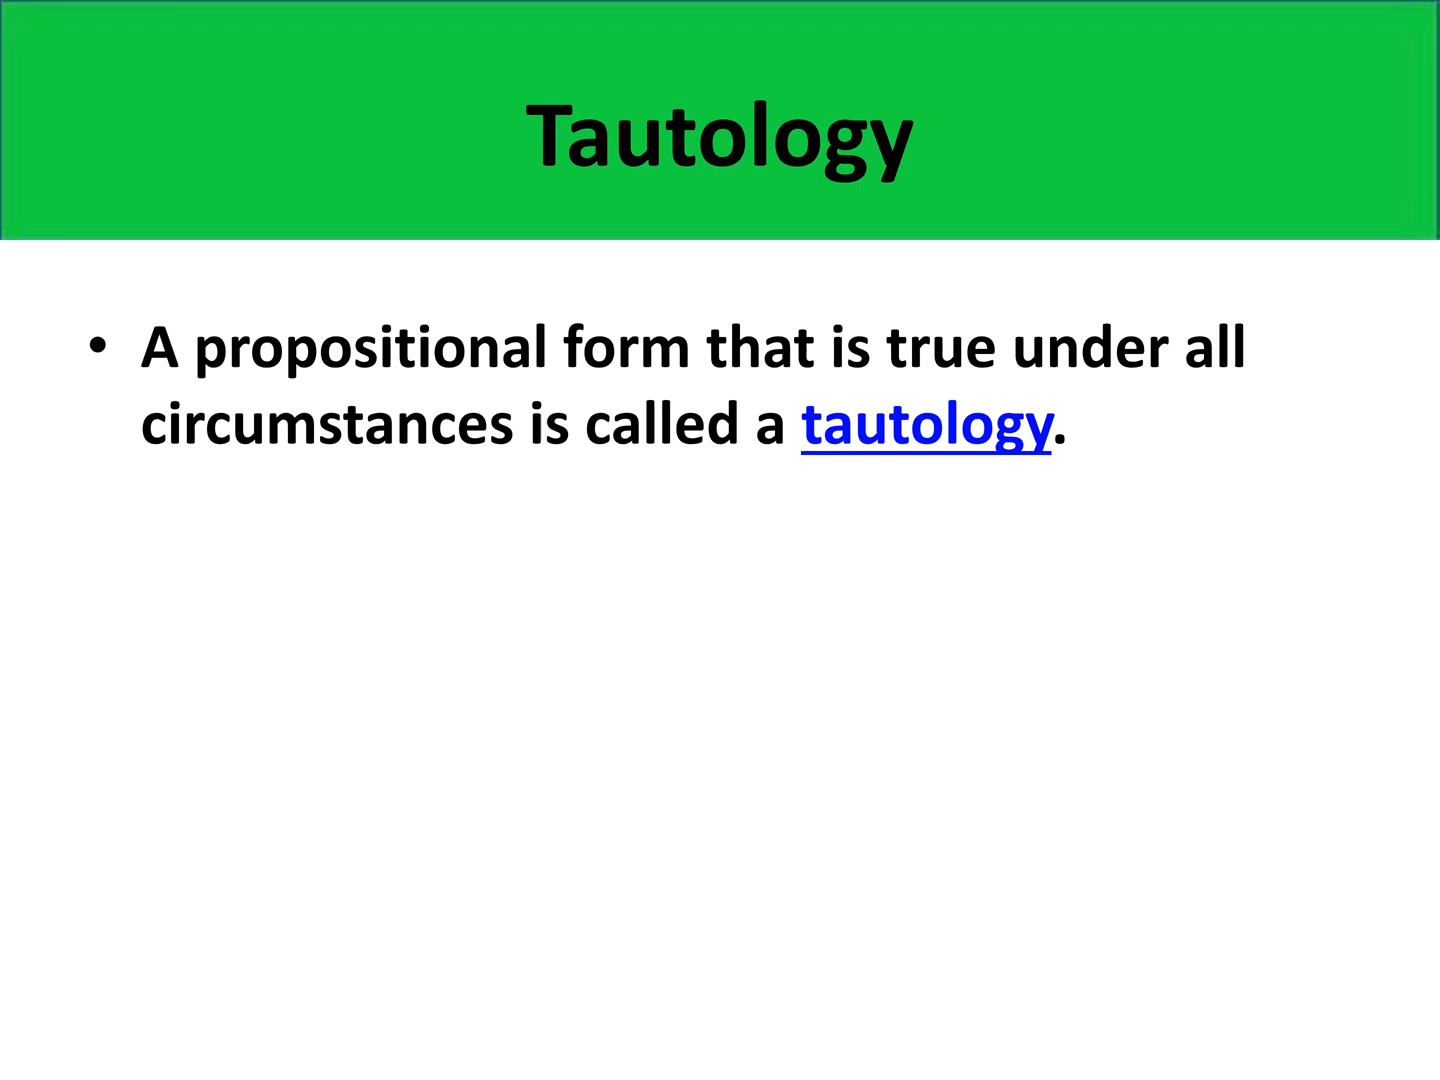 Tautology
• A propositional form that is true under all
circumstances is called a tautology.